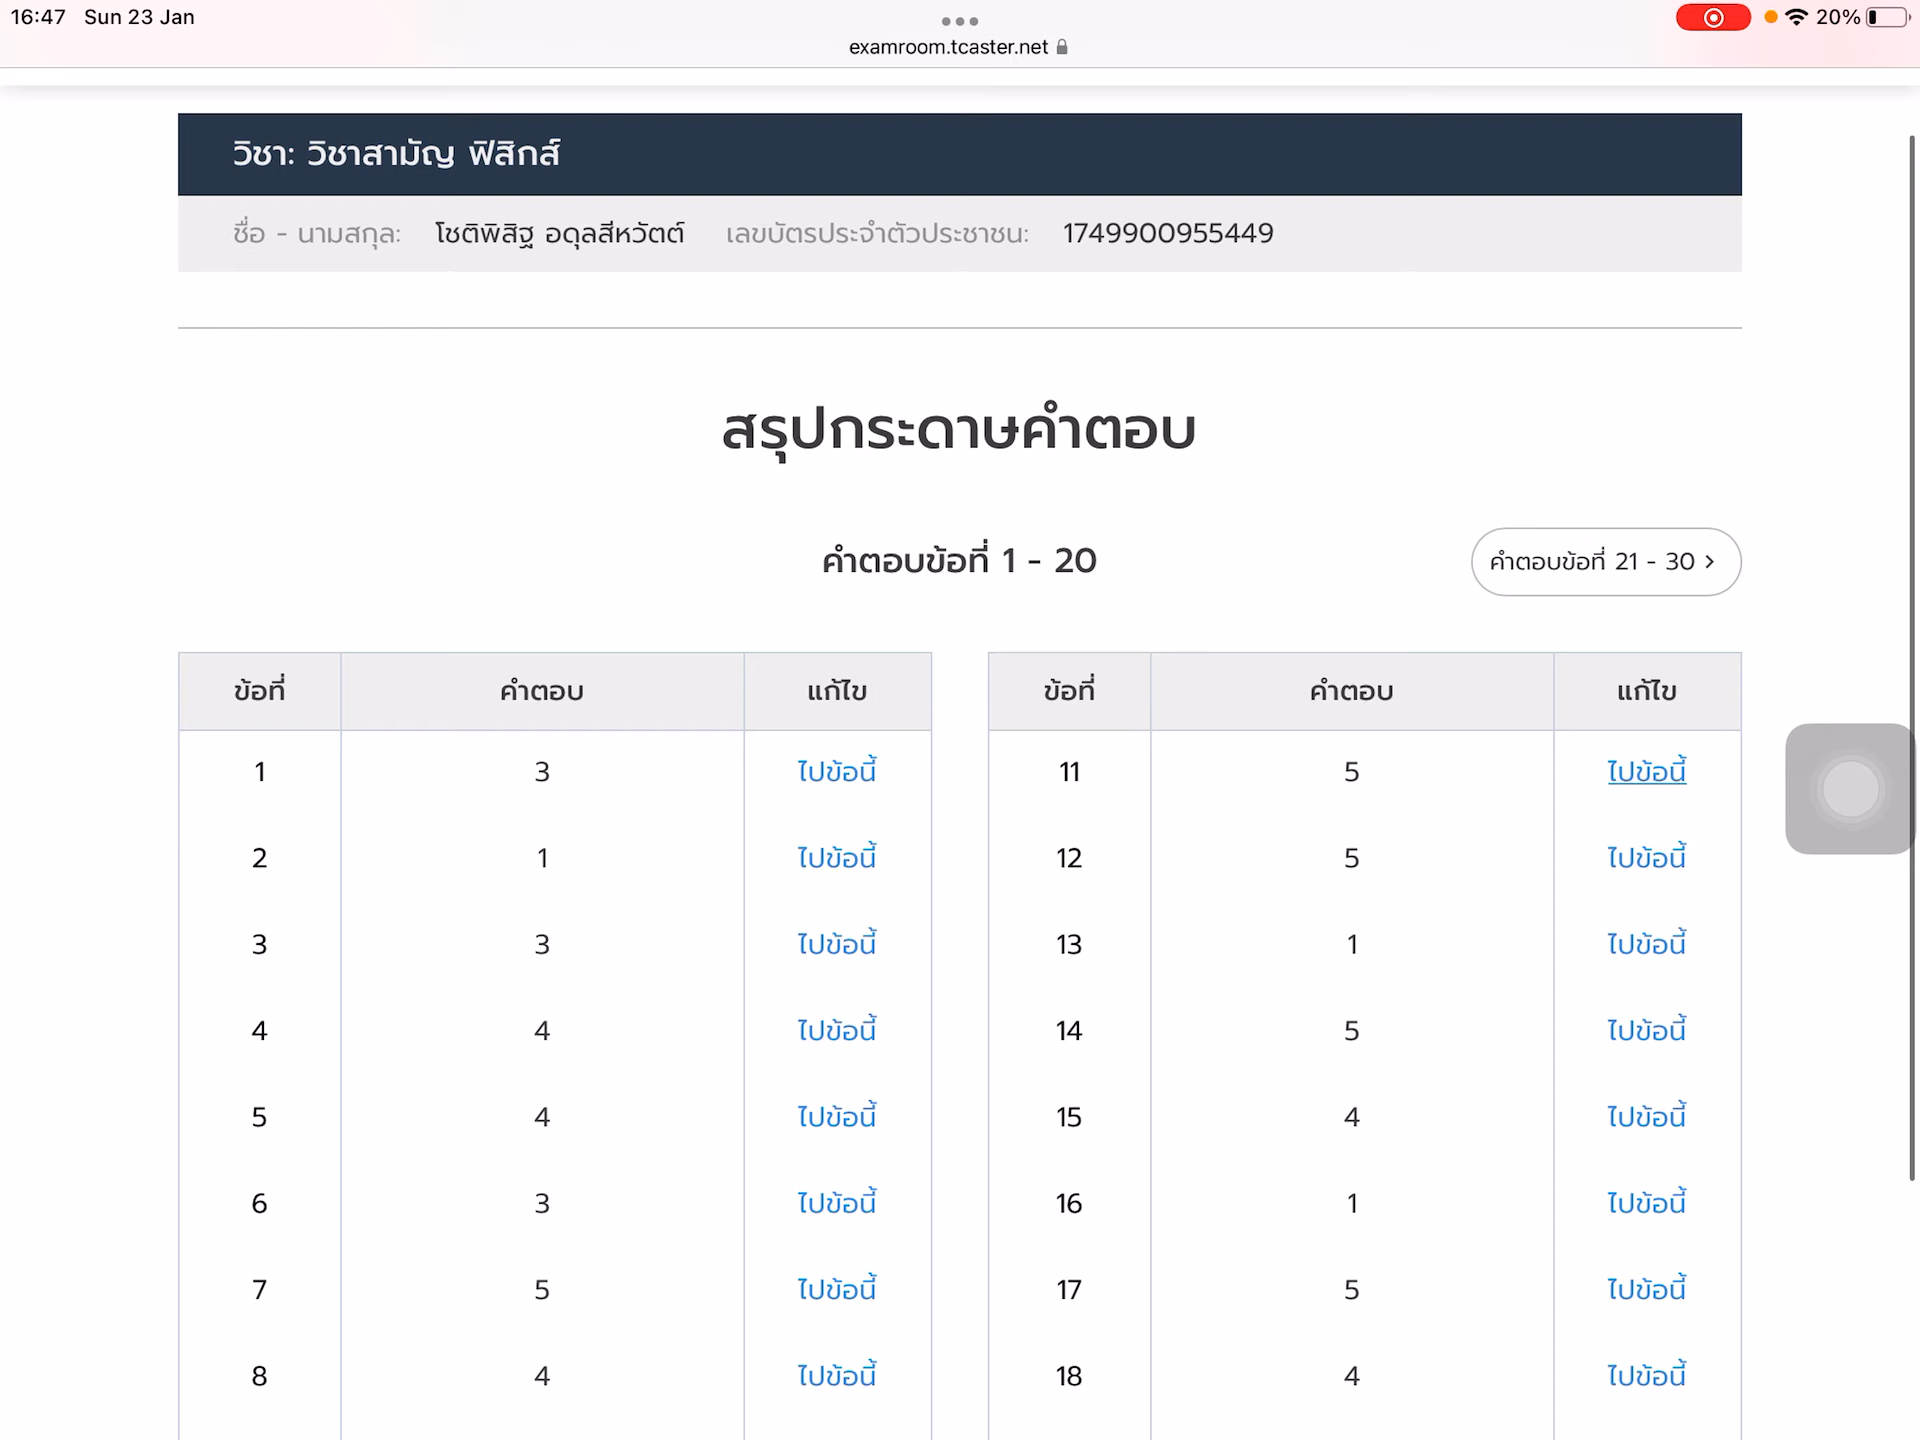 16:47 Sun 23 Jan
20%
examroom.tcaster.net
วิชา: วิชาสามัญ ฟิสิกส์
ชื่อ - นามสกุล: โชติพิสิฐ อดุลสีหวัตต์ เลขบัตรประจำตัวประชาชน: 1749900955449
สรุปกระดาษคำตอบ
คำตอบข้อที่ 1 - 20
คำตอบข้อที่ 21 - 30 >
ข้อที่ คำตอบ แก้ไข ข้อที่ คำตอบ แก้ไข
1 3 ไปข้อนี้ 11 5 ไปข้อนี้
2 1 ไปข้อนี้ 12 5 ไปข้อนี้
3 3 ไปข้อนี้ 13 1 ไปข้อนี้
4 4 ไปข้อนี้ 14 5 ไปข้อนี้
5 4 ไปข้อนี้ 15 4 ไปข้อนี้
6 3 ไปข้อนี้ 16 1 ไปข้อนี้
7 5 ไปข้อนี้ 17 5 ไปข้อนี้
8 4 ไปข้อนี้ 18 4 ไปข้อนี้